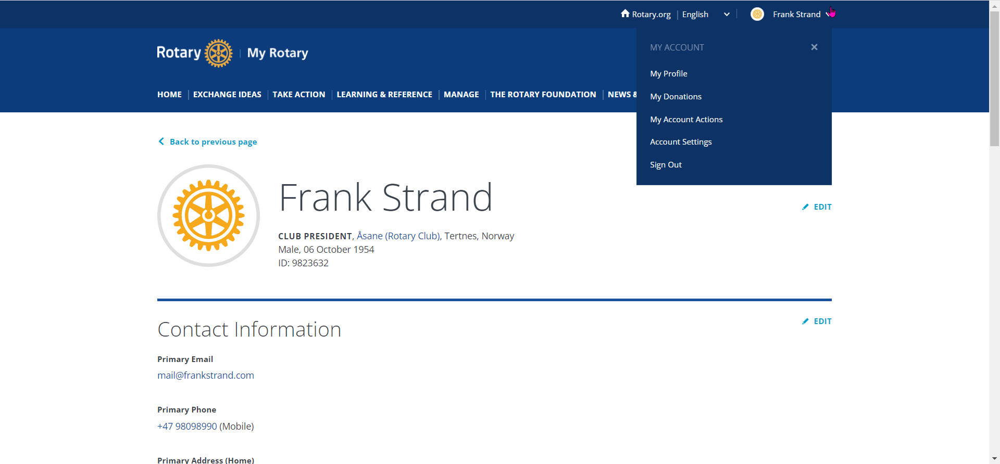 Rotary.org
English
Frank Strand
Rotary
My Rotary
MY ACCOUNT
My Profile
My Donations
My Account Actions
Account Settings
Sign Out
HOME
EXCHANGE IDEAS
TAKE ACTION
LEARNING & REFERENCE
MANAGE
THE ROTARY FOUNDATION
NEWS &
Back to previous page
Frank Strand
EDIT
CLUB PRESIDENT, Åsane (Rotary Club), Tertnes, Norway
Male, 06 October 1954
ID: 9823632
Contact Information
EDIT
Primary Email
mail@frankstrand.com
Primary Phone
+47 98098990 (Mobile)
Primary Address (Home)